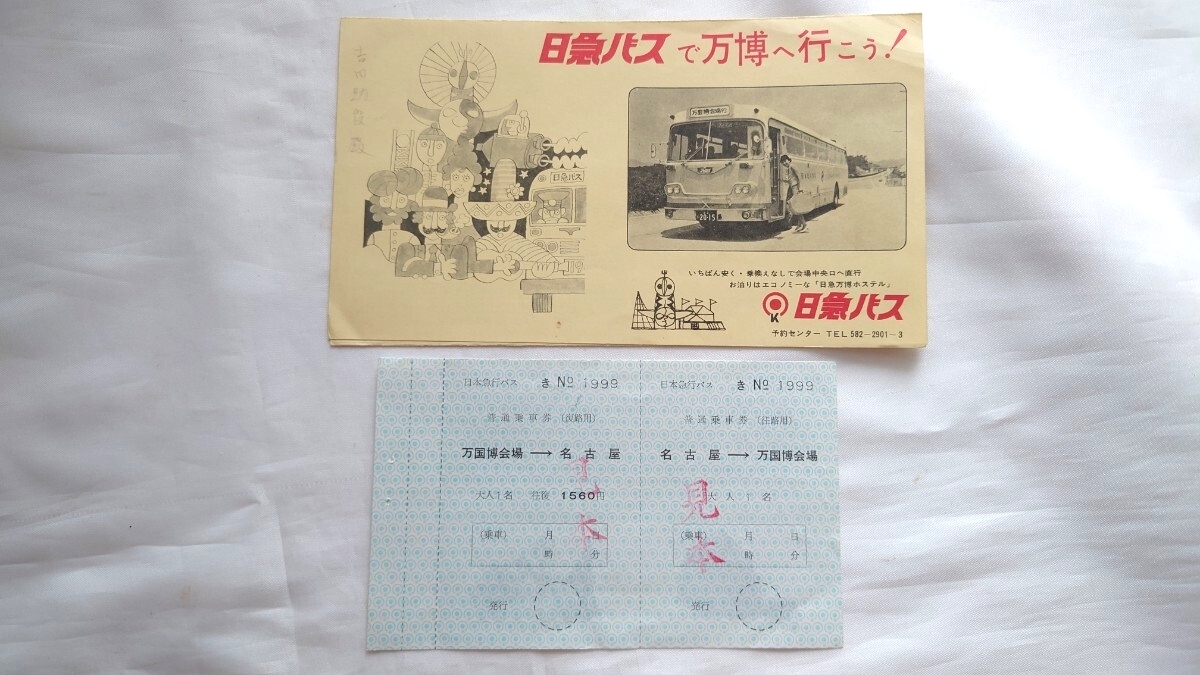 日急バスで万博へ行こう!
日急バス
万国博会場行
20-15
いちばん安く・乗換えなしで会場中央口へ直行
お泊りはエコノミーな「日急万博ホステル」
K 日急バス
予約センター TEL 582-2901-3
日本急行バス き No 1999
普通乗車券(復路用)
万国博会場 → 名古屋
大人1名 往復 1560円
見本
(乗車) 月 日
時 分
発行
日本急行バス き No 1999
普通乗車券(往路用)
名古屋 → 万国博会場
大人1名
見本
(乗車) 月 日
時 分
発行